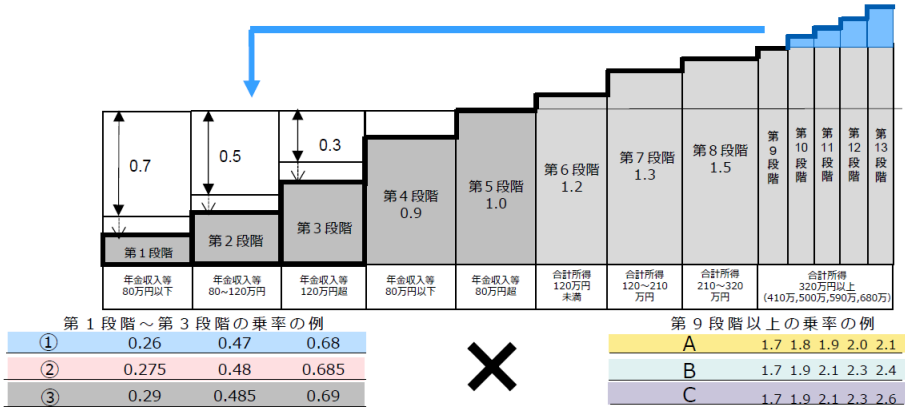 0.7
0.5
0.3
第1段階
第2段階
第3段階
第4段階
0.9
第5段階
1.0
第6段階
1.2
第7段階
1.3
第8段階
1.5
第9段階
第10段階
第11段階
第12段階
第13段階
年金収入等
80万円以下
年金収入等
80~120万円
年金収入等
120万円超
年金収入等
80万円以下
年金収入等
80万円超
合計所得
120万円
未満
合計所得
120~210
万円
合計所得
210~320
万円
合計所得
320万円以上
(410万,500万,590万,680万)
第1段階~第3段階の乗率の例
① 0.26 0.47 0.68
② 0.275 0.48 0.685
③ 0.29 0.485 0.69
第9段階以上の乗率の例
A 1.7 1.8 1.9 2.0 2.1
B 1.7 1.9 2.1 2.3 2.4
C 1.7 1.9 2.1 2.3 2.6